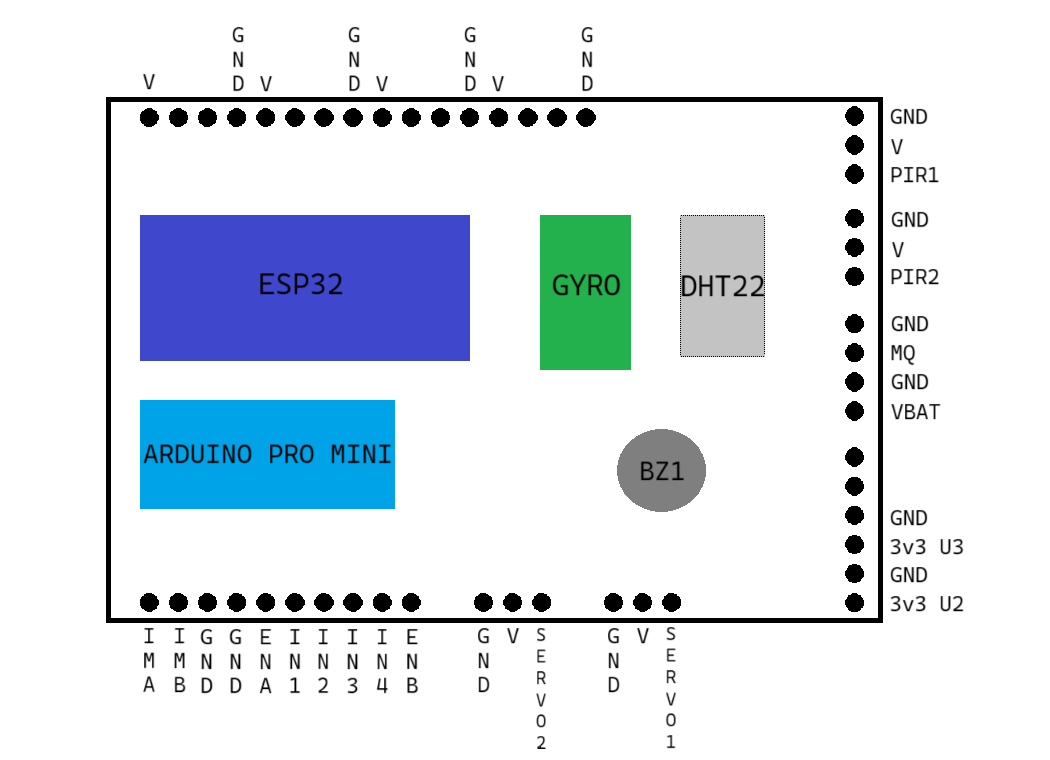 V
GND
V
GND
V
GND
V
GND
GND
V
PIR1
GND
V
PIR2
GND
MQ
GND
VBAT
GND
3v3 U3
GND
3v3 U2
ESP32
GYRO
DHT22
ARDUINO PRO MINI
BZ1
IMA
IMB
GND
GND
ENA
IN1
IN2
IN3
IN4
ENB
GND
V
SERVO2
GND
V
SERVO1